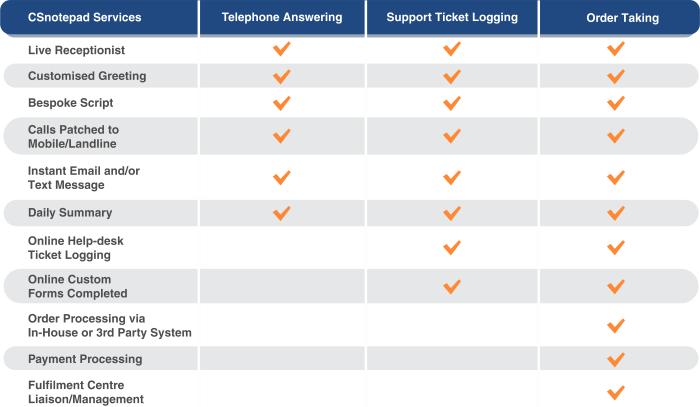 CSnotepad Services Telephone Answering Support Ticket Logging Order Taking
Live Receptionist
Customised Greeting
Bespoke Script
Calls Patched to
Mobile/Landline
Instant Email and/or
Text Message
Daily Summary
Online Help-desk
Ticket Logging
Online Custom
Forms Completed
Order Processing via
In-House or 3rd Party System
Payment Processing
Fulfilment Centre
Liaison/Management